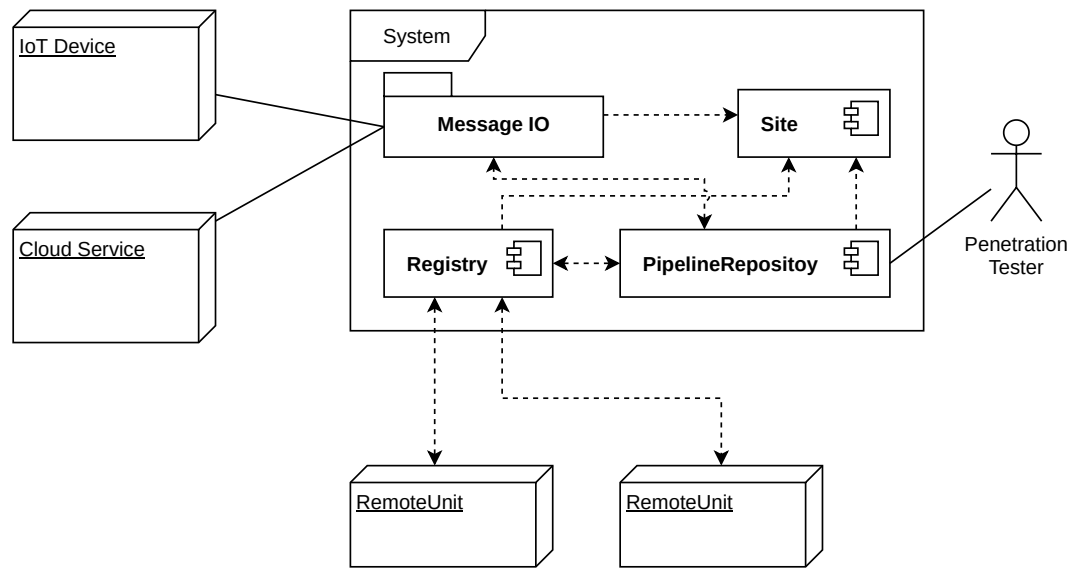 IoT Device
System
Message IO
Site
Cloud Service
Registry
PipelineRepositoy
Penetration
Tester
RemoteUnit
RemoteUnit